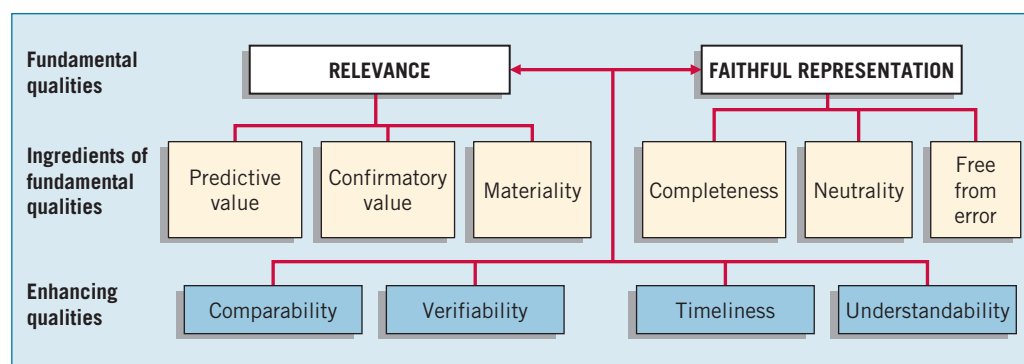 Fundamental
qualities
RELEVANCE
FAITHFUL REPRESENTATION
Ingredients of
fundamental
qualities
Predictive
value
Confirmatory
value
Materiality
Completeness
Neutrality
Free
from
error
Enhancing
qualities
Comparability
Verifiability
Timeliness
Understandability